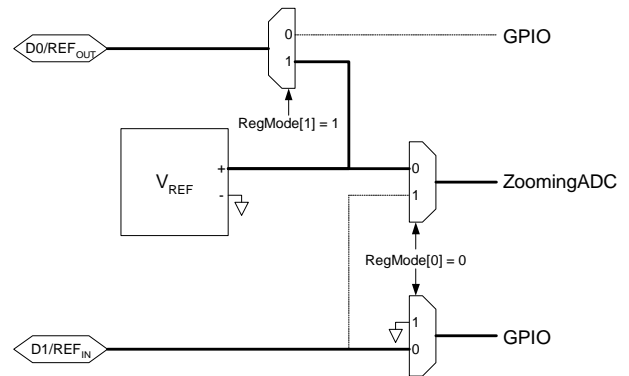 0
GPIO
D0/REF_OUT
1
RegMode[1] = 1
+
0
V_REF
ZoomingADC
-
1
RegMode[0] = 0
1
GPIO
D1/REF_IN
0